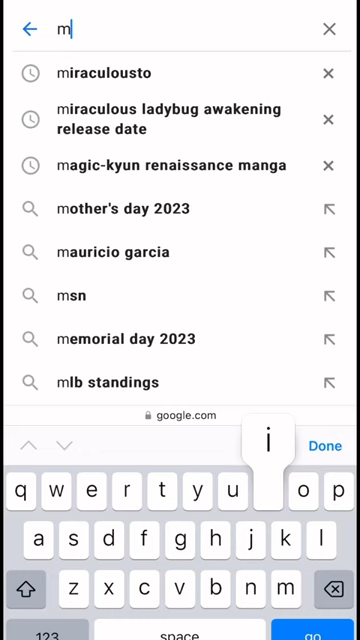 m
miraculousto
miraculous ladybug awakening
release date
magic-kyun renaissance manga
mother's day 2023
mauricio garcia
msn
memorial day 2023
mlb standings
google.com
i
Done
q w e r t y u o p
a s d f g h j k l
z x c v b n m
123 space go